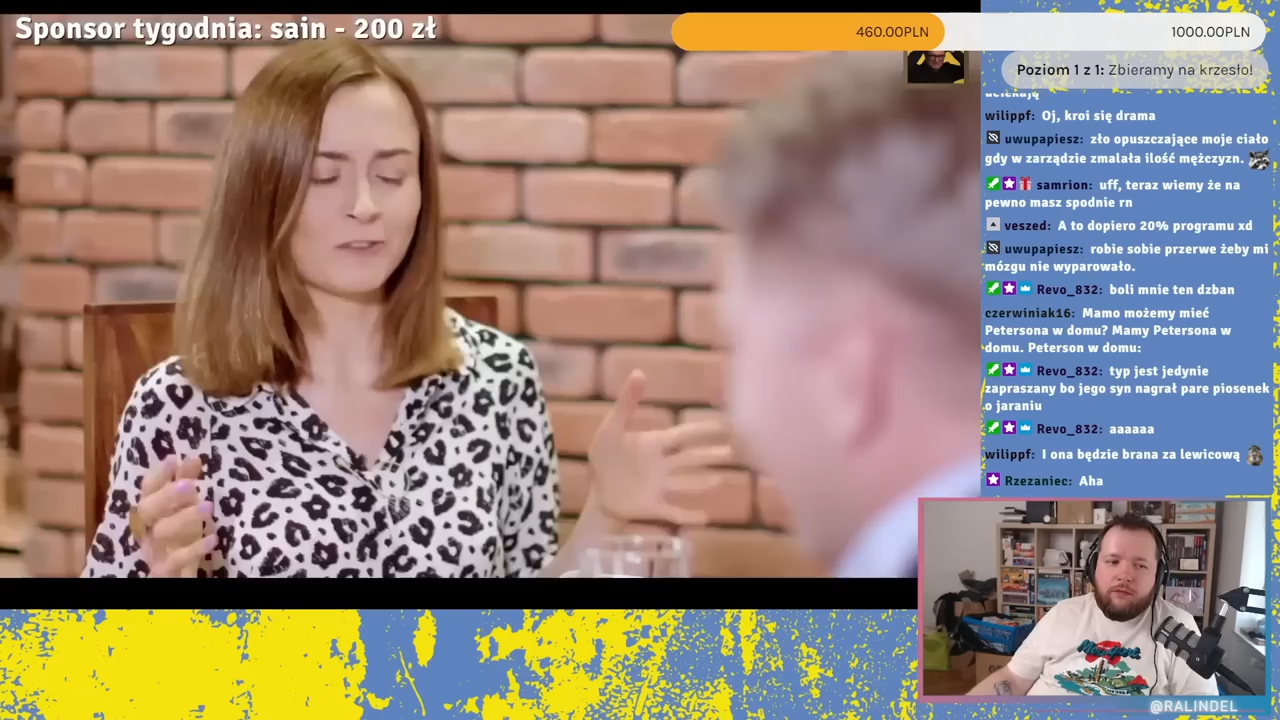 Sponsor tygodnia: sain - 200 zł
460.00PLN
1000.00PLN
Poziom 1 z 1: Zbieramy na krzesło!
uciekają
wilippf: Oj, kroi się drama
uwupapiesz: zło opuszczające moje ciało
gdy w zarządzie zmalała ilość mężczyzn.
samrion: uff, teraz wiemy że na
pewno masz spodnie rn
veszed: A to dopiero 20% programu xd
uwupapiesz: robie sobie przerwe żeby mi
mózgu nie wyparowało.
Revo_832: boli mnie ten dzban
czerwiniak16: Mamo możemy mieć
Petersona w domu? Mamy Petersona w
domu. Peterson w domu:
Revo_832: typ jest jedynie
zapraszany bo jego syn nagrał pare piosenek
o jaraniu
Revo_832: aaaaaa
wilippf: I ona będzie brana za lewicową
Rzezaniec: Aha
@RALINDEL